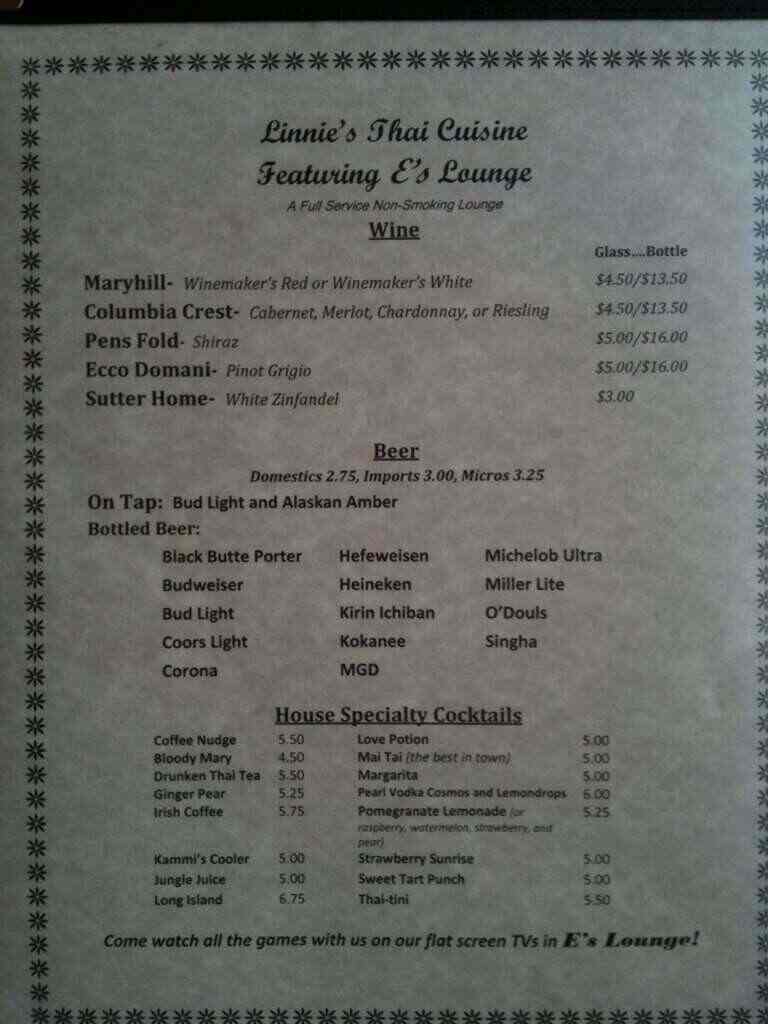 Linnie's Thai Cuisine
Featuring E's Lounge
A Full Service Non-Smoking Lounge
Wine
Glass....Bottle
Maryhill- Winemaker's Red or Winemaker's White $4.50/$13.50
Columbia Crest- Cabernet, Merlot, Chardonnay, or Riesling $4.50/$13.50
Pens Fold- Shiraz $5.00/$16.00
Ecco Domani- Pinot Grigio $5.00/$16.00
Sutter Home- White Zinfandel $3.00
Beer
Domestics 2.75, Imports 3.00, Micros 3.25
On Tap: Bud Light and Alaskan Amber
Bottled Beer:
Black Butte Porter Hefeweisen Michelob Ultra
Budweiser Heineken Miller Lite
Bud Light Kirin Ichiban O'Douls
Coors Light Kokanee Singha
Corona MGD
House Specialty Cocktails
Coffee Nudge 5.50 Love Potion 5.00
Bloody Mary 4.50 Mai Tai (the best in town) 5.00
Drunken Thai Tea 5.50 Margarita 5.00
Ginger Pear 5.25 Pearl Vodka Cosmos and Lemondrops 6.00
Irish Coffee 5.75 Pomegranate Lemonade (or 5.25
raspberry, watermelon, strawberry, and
pear)
Kammi's Cooler 5.00 Strawberry Sunrise 5.00
Jungle Juice 5.00 Sweet Tart Punch 5.00
Long Island 6.75 Thai-tini 5.50
Come watch all the games with us on our flat screen TVs in E's Lounge!